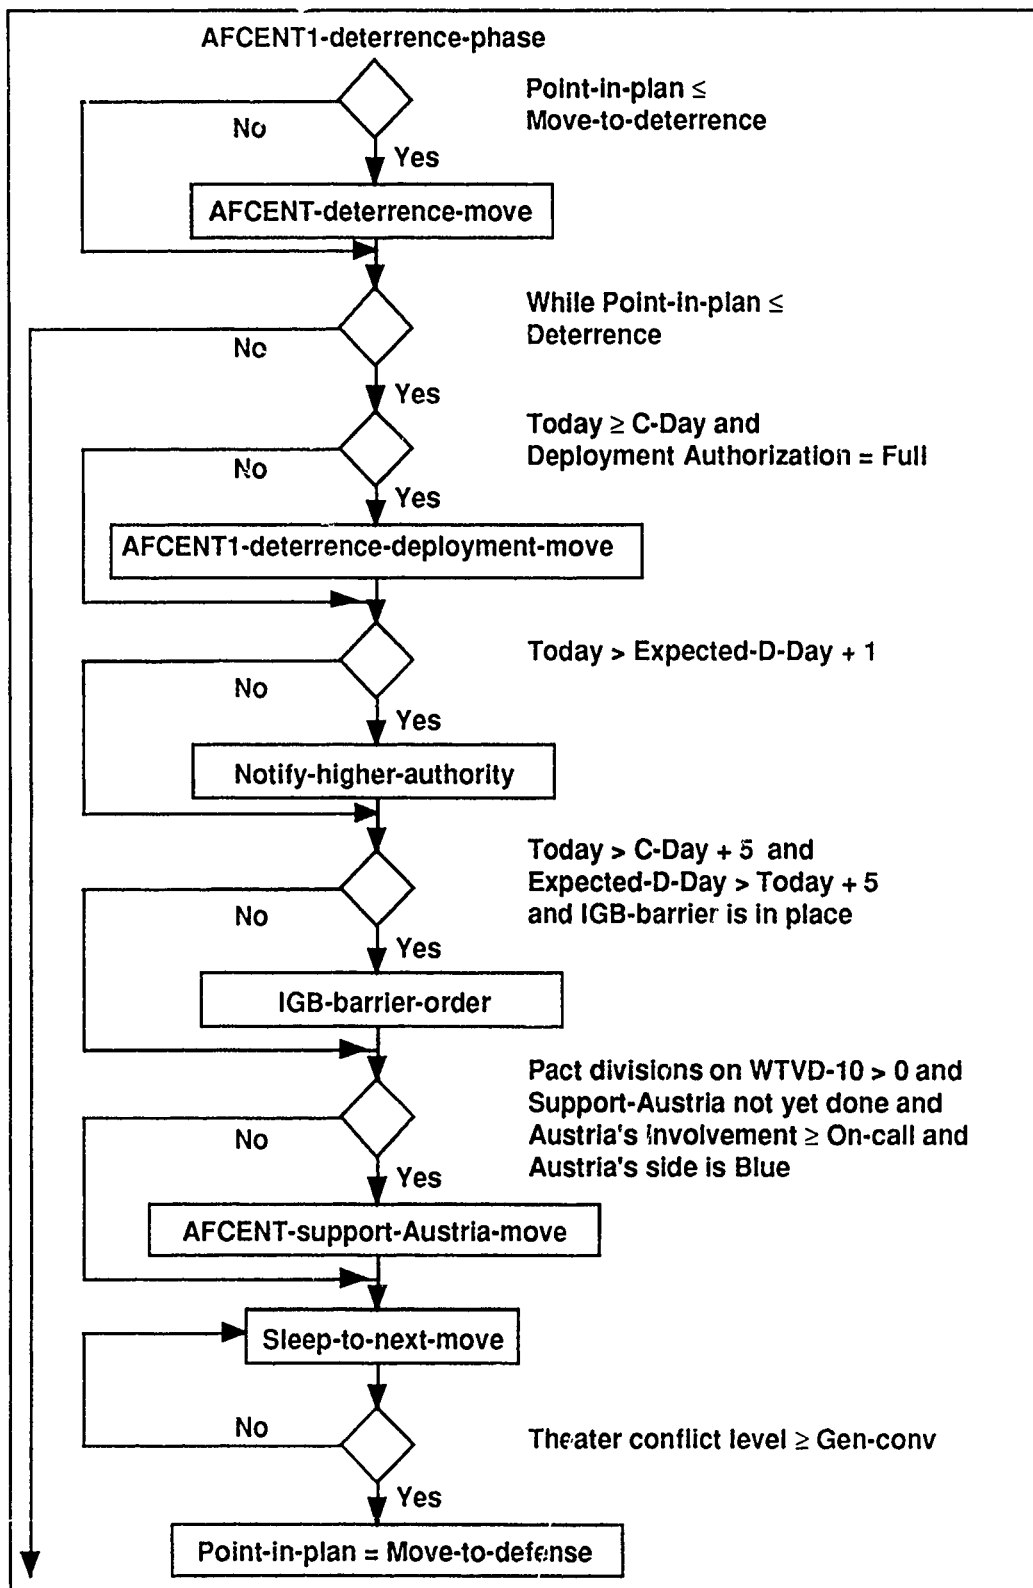 AFCENT1-deterrence-phase
Point-in-plan ≤
Move-to-deterrence
No
Yes
AFCENT-deterrence-move
While Point-in-plan ≤
Deterrence
No
Yes
Today ≥ C-Day and
Deployment Authorization = Full
No
Yes
AFCENT1-deterrence-deployment-move
Today > Expected-D-Day + 1
No
Yes
Notify-higher-authority
Today > C-Day + 5 and
Expected-D-Day > Today + 5
and IGB-barrier is in place
No
Yes
IGB-barrier-order
Pact divisions on WTVD-10 > 0 and
Support-Austria not yet done and
Austria's involvement ≥ On-call and
Austria's side is Blue
No
Yes
AFCENT-support-Austria-move
Sleep-to-next-move
No
Theater conflict level ≥ Gen-conv
Yes
Point-in-plan = Move-to-defense